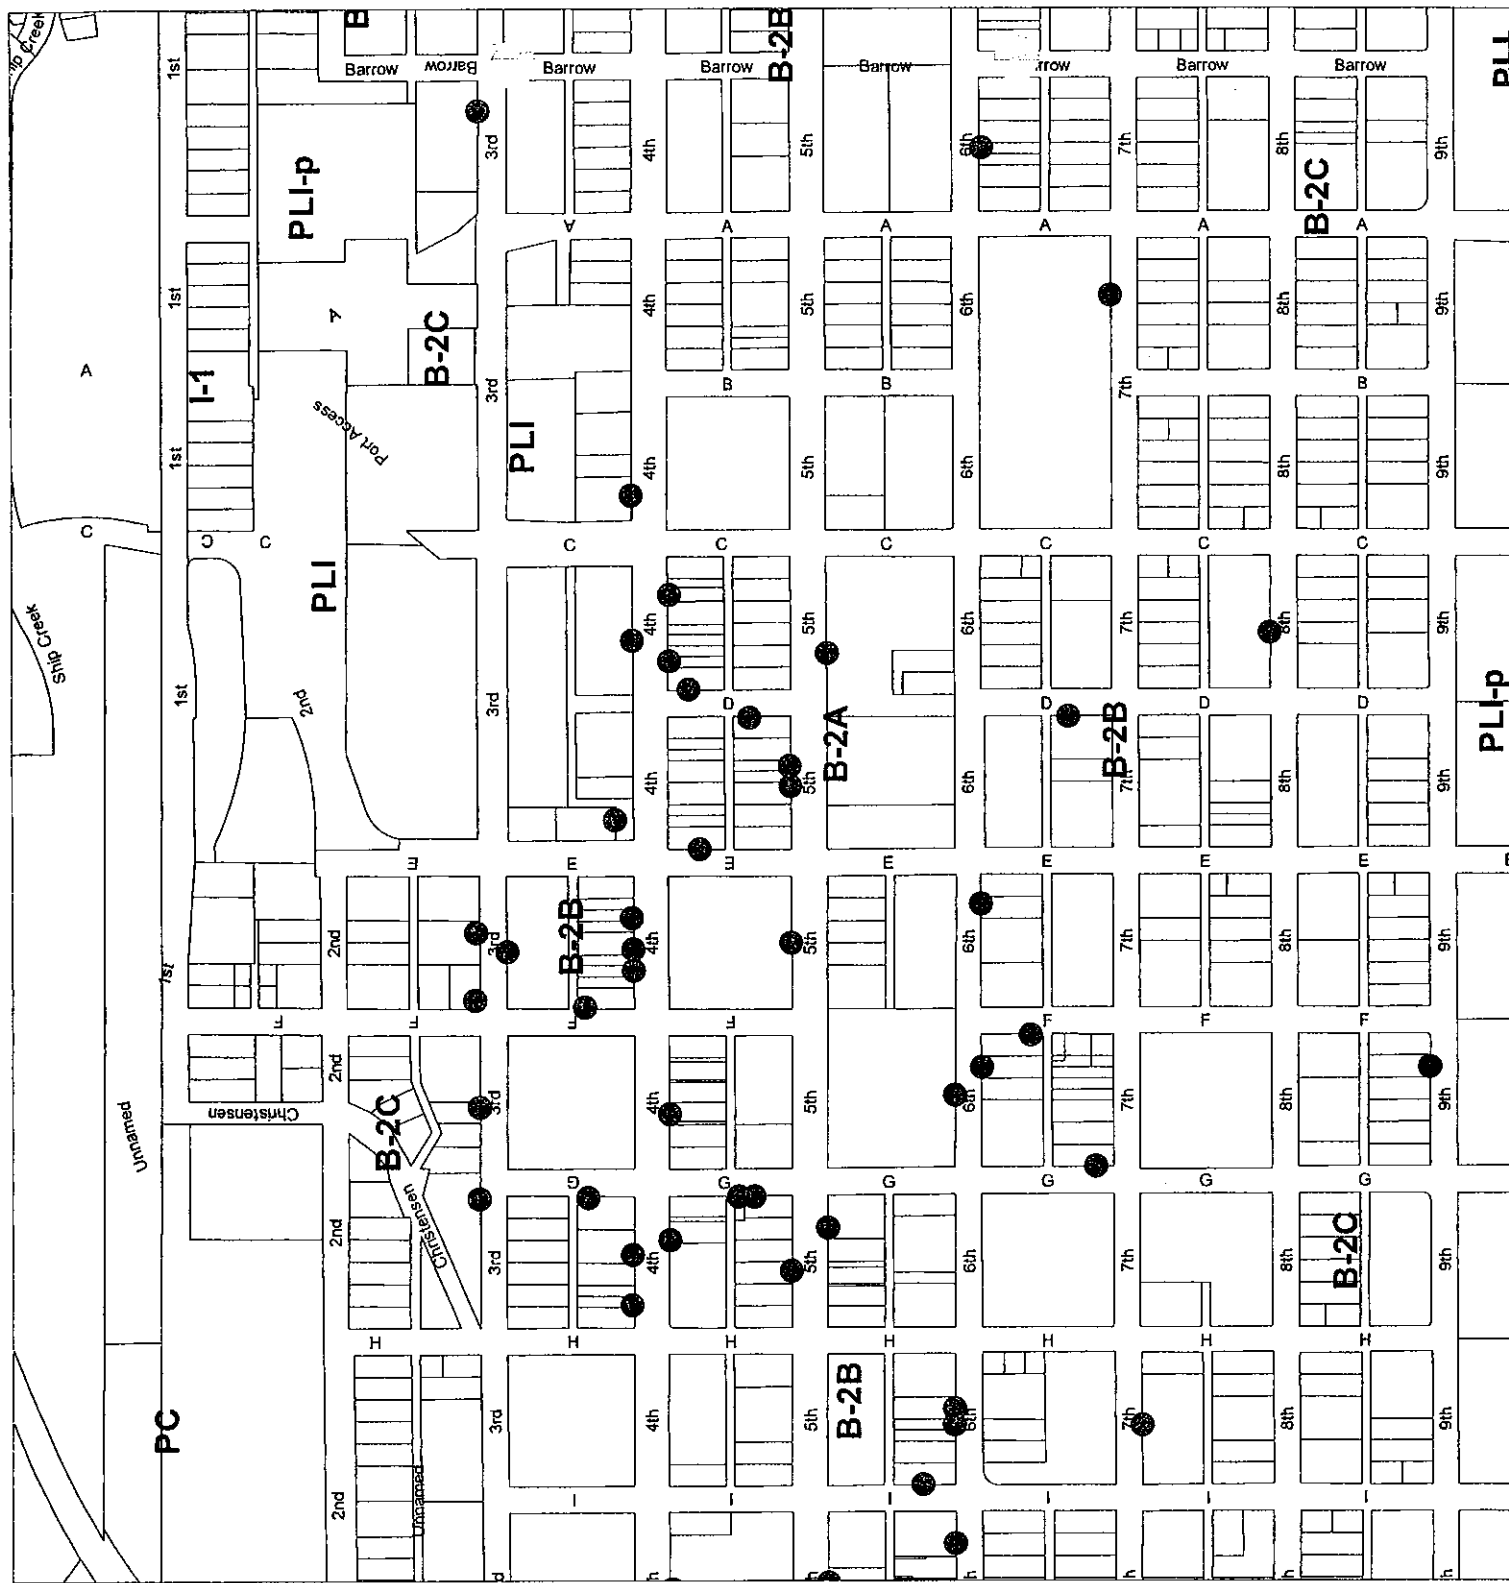 Ship Creek
1st
B
B-2B
PLI
Barrow
Barrow
Barrow
Barrow
Barrow
Barrow
Barrow
Barrow
3rd
4th
5th
6th
7th
8th
9th
PLI-p
B-2C
A
A
A
A
A
A
1st
A
4th
5th
6th
8th
9th
B-2C
A
I-1
3rd
B
B
B
7th
Port Access
PLI
1st
4th
5th
6th
8th
9th
C
C
C
C
C
C
C
C
C
PLI
Ship Creek
4th
5th
6th
7th
8th
9th
1st
2nd
3rd
D
D
D
D
B-2A
B-2B
PLI-p
4th
5th
6th
7th
8th
9th
E
E
E
E
E
E
E
E
2nd
3rd
B-2B
4th
5th
6th
7th
8th
9th
1st
F
F
F
F
F
F
F
2nd
3rd
4th
5th
6th
7th
8th
9th
Christensen
Unnamed
B-2C
G
G
G
G
G
G
Christensen
2nd
3rd
4th
5th
6th
7th
8th
9th
B-2C
H
H
H
H
H
H
H
PC
B-2B
3rd
4th
5th
6th
7th
8th
9th
2nd
Unnamed
I
I
I
I
I
I